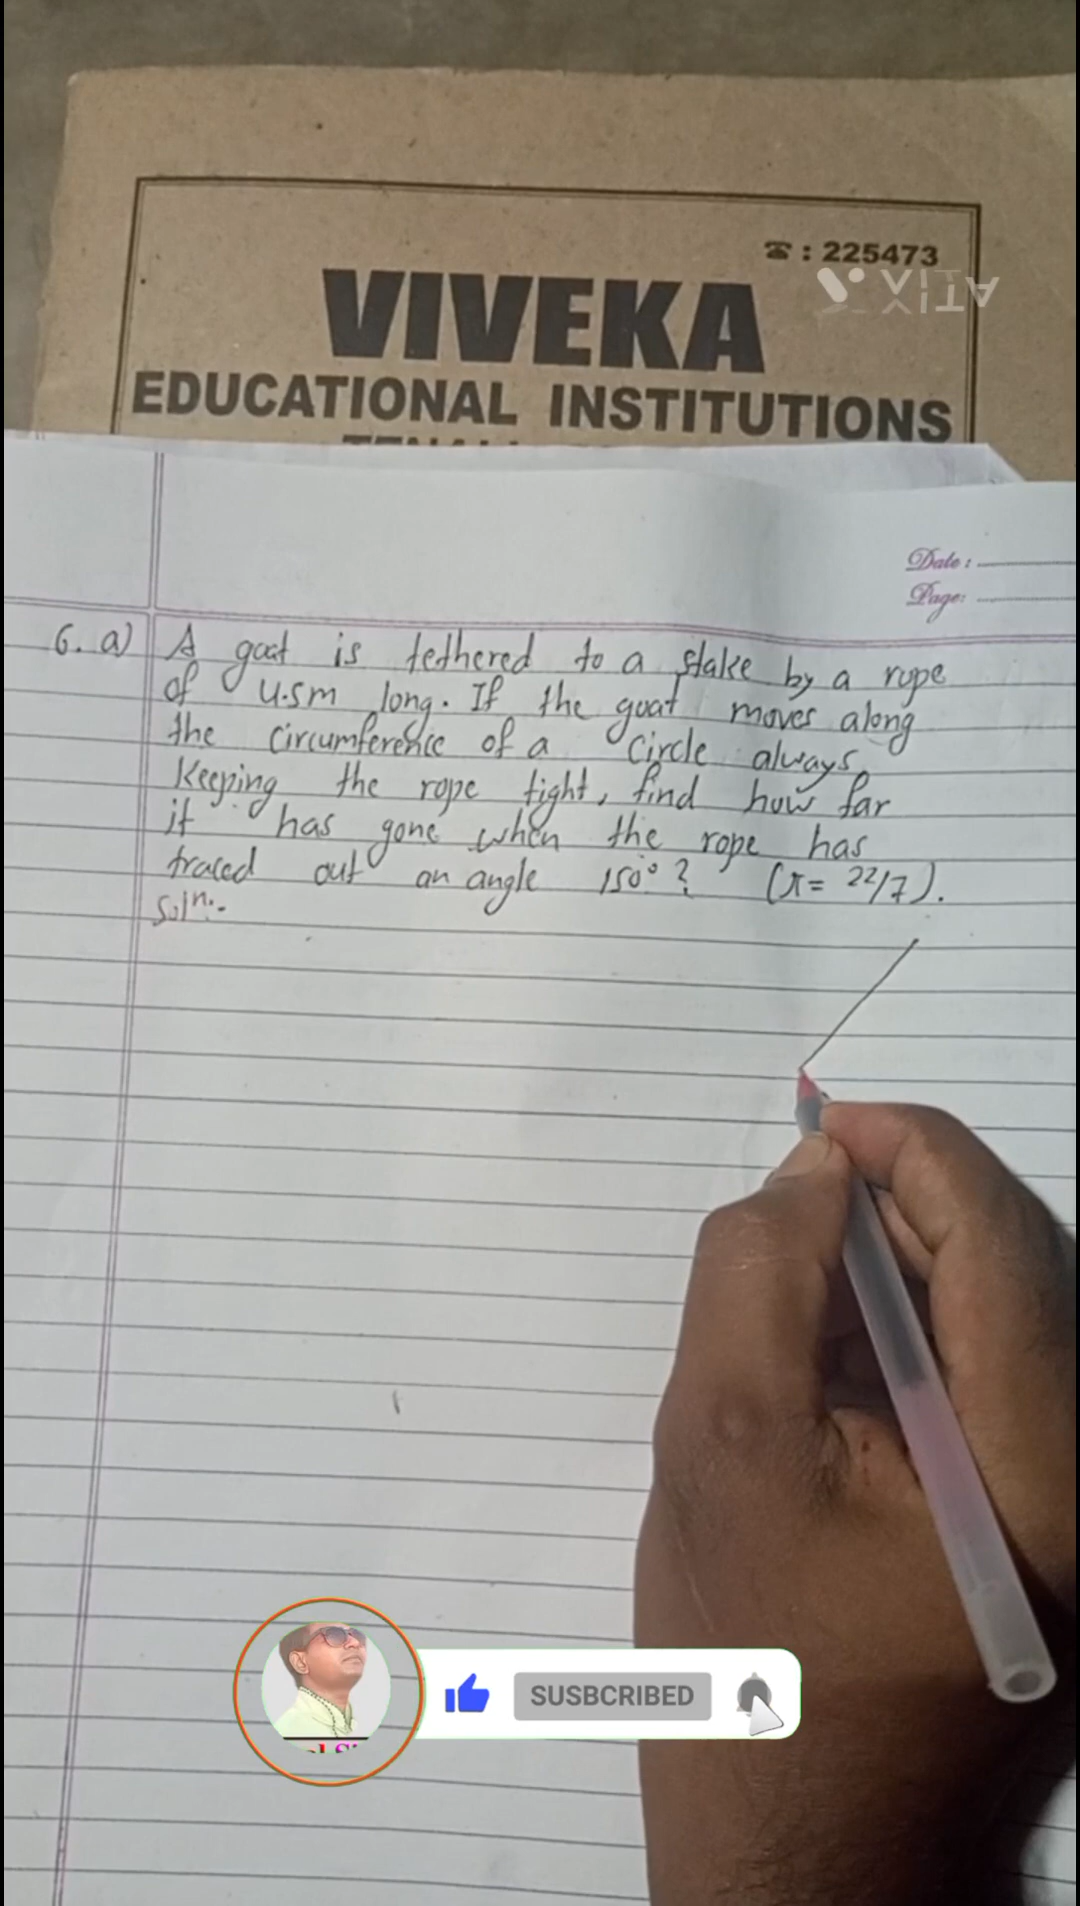 ☎ : 225473
VITA
VIVEKA
EDUCATIONAL INSTITUTIONS
Date :
Page:
6. a) A goat is tethered to a stake by a rope
of 4.5m long. If the goat moves along
the circumference of a circle always
Keeping the rope tight, find how far
it has gone when the rope has
traced out an angle 150° ? (π = 22/7).
Soln:-
SUSBCRIBED